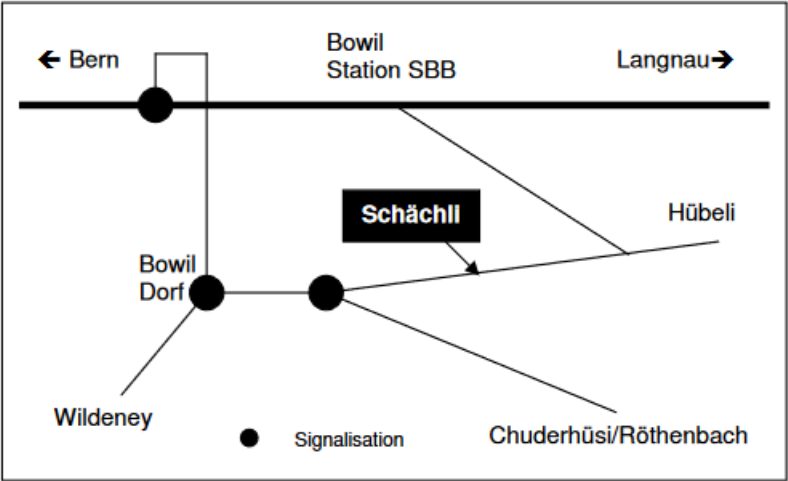 ← Bern
Bowil
Station SBB
Langnau→
Schächli
Hübeli
Bowil
Dorf
Wildeney
Signalisation
Chuderhüsi/Röthenbach